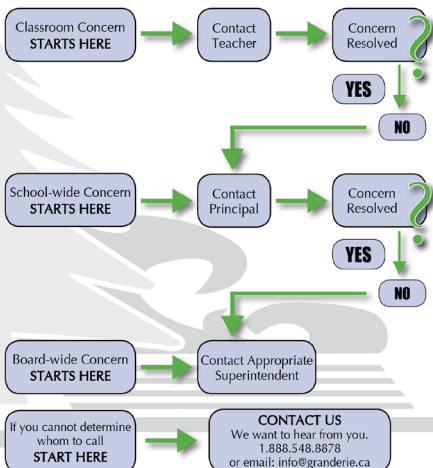 Classroom Concern
STARTS HERE
Contact
Teacher
Concern
Resolved
?
YES
NO
School-wide Concern
STARTS HERE
Contact
Principal
Concern
Resolved
?
YES
NO
Board-wide Concern
STARTS HERE
Contact Appropriate
Superintendent
If you cannot determine
whom to call
START HERE
CONTACT US
We want to hear from you.
1.888.548.8878
or email: info@granderie.ca